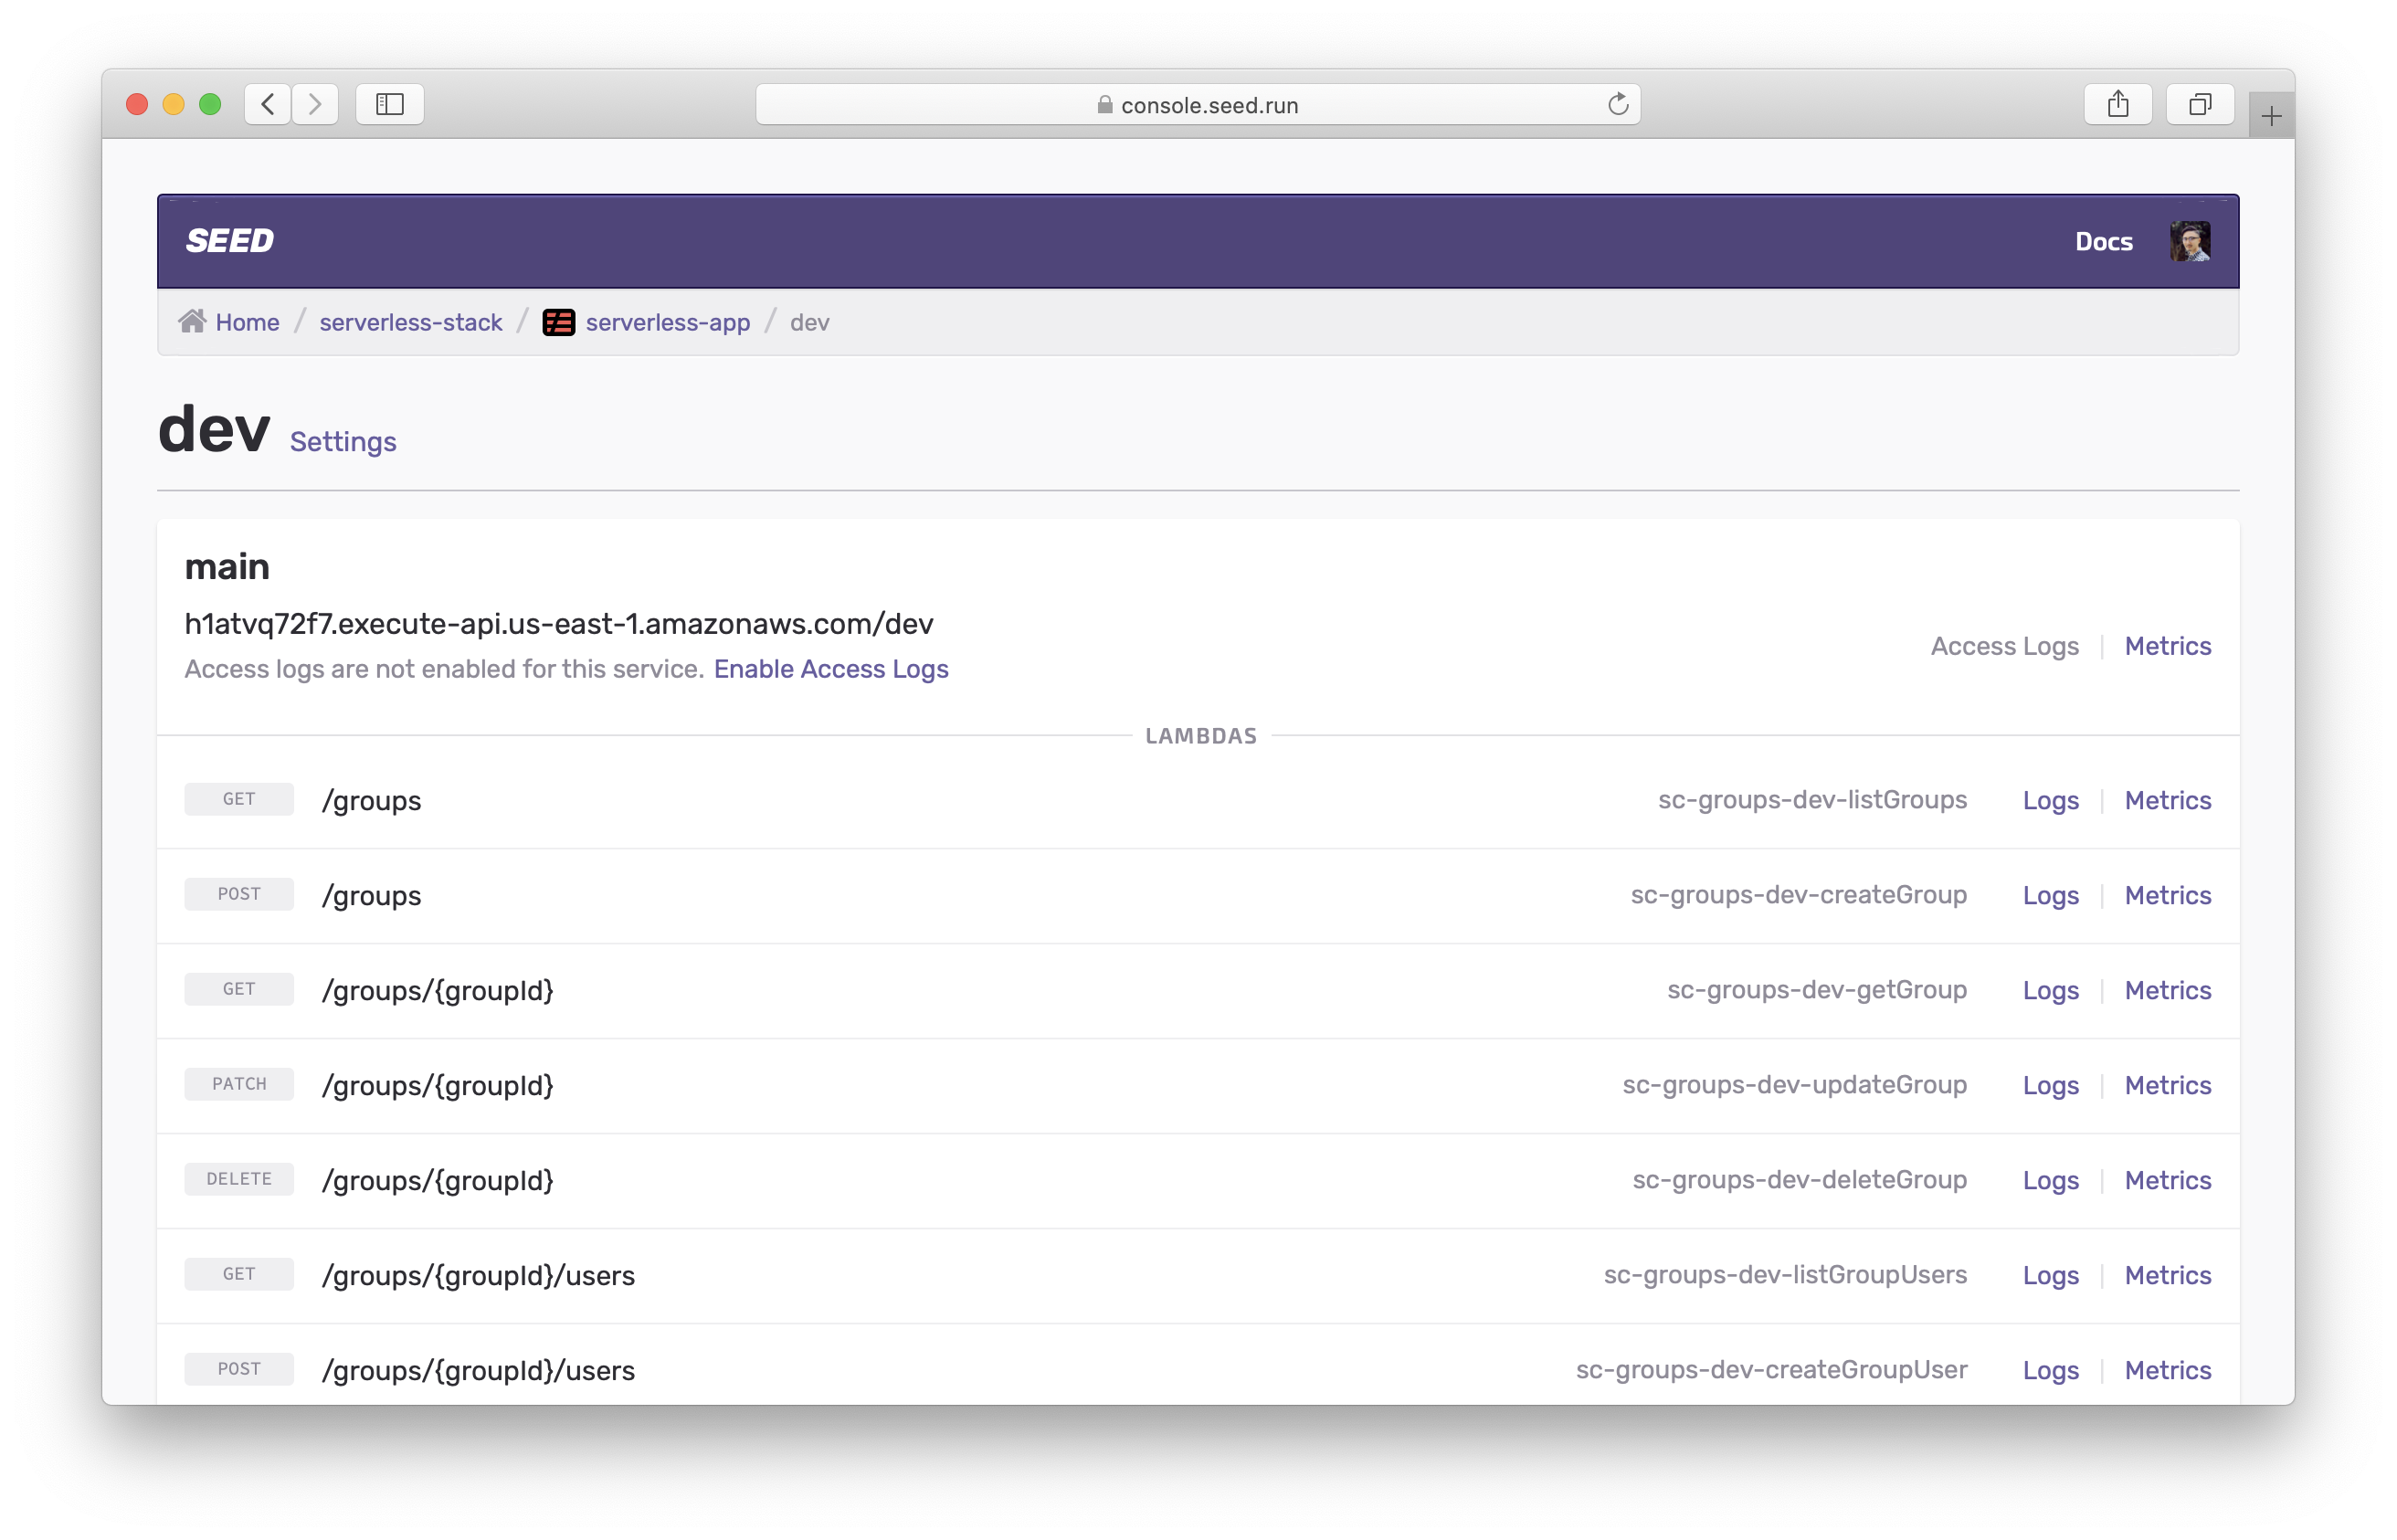 console.seed.run
SEED Docs
Home / serverless-stack / serverless-app / dev
dev Settings
main
h1atvq72f7.execute-api.us-east-1.amazonaws.com/dev
Access logs are not enabled for this service. Enable Access Logs
Access Logs | Metrics
LAMBDAS
GET /groups sc-groups-dev-listGroups Logs | Metrics
POST /groups sc-groups-dev-createGroup Logs | Metrics
GET /groups/{groupId} sc-groups-dev-getGroup Logs | Metrics
PATCH /groups/{groupId} sc-groups-dev-updateGroup Logs | Metrics
DELETE /groups/{groupId} sc-groups-dev-deleteGroup Logs | Metrics
GET /groups/{groupId}/users sc-groups-dev-listGroupUsers Logs | Metrics
POST /groups/{groupId}/users sc-groups-dev-createGroupUser Logs | Metrics